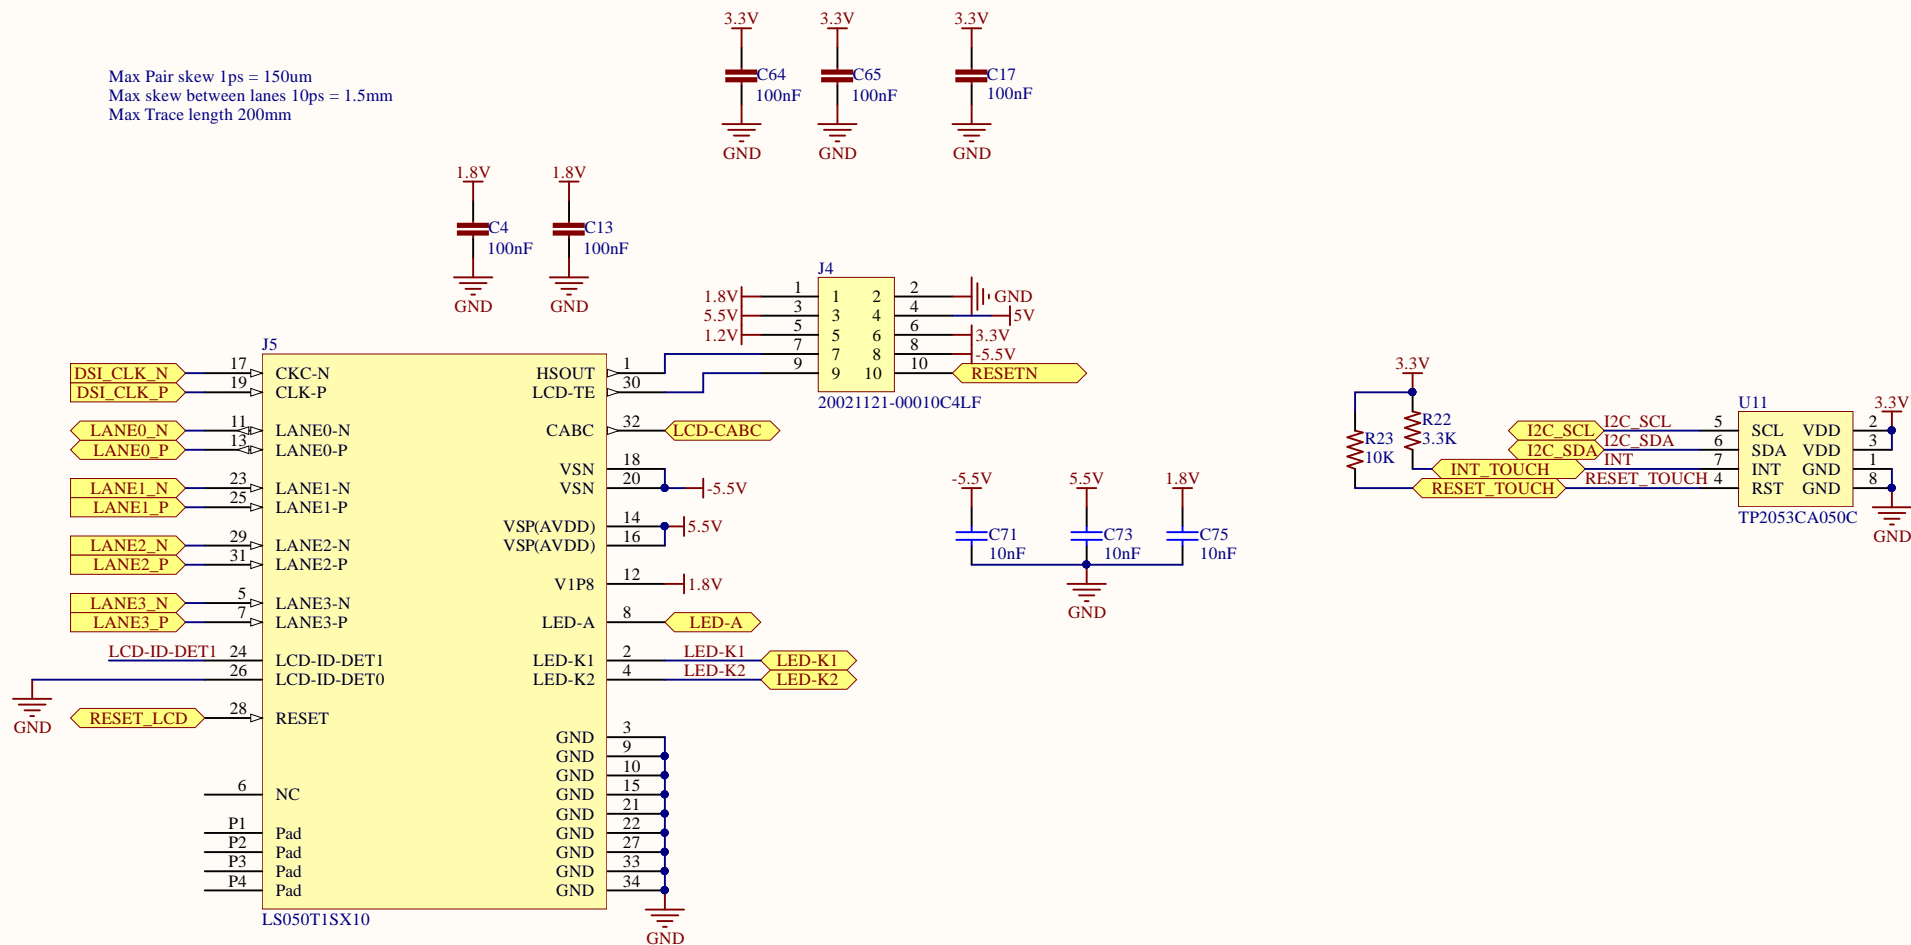 Max Pair skew 1ps = 150um
Max skew between lanes 10ps = 1.5mm
Max Trace length 200mm
3.3V 3.3V 3.3V
C64 C65 C17
100nF 100nF 100nF
GND GND GND
1.8V 1.8V
C4 C13
100nF 100nF
GND GND
J4
1.8V 1 1 2 2 GND
5.5V 3 3 4 4 5V
1.2V 5 5 6 6 3.3V
7 7 8 8 -5.5V
9 9 10 10 RESETN
20021121-00010C4LF
J5
DSI_CLK_N 17 CKC-N HSOUT 1
DSI_CLK_P 19 CLK-P LCD-TE 30
LANE0_N 11 LANE0-N CABC 32 LCD-CABC
LANE0_P 13 LANE0-P
VSN 18
LANE1_N 23 LANE1-N VSN 20 -5.5V
LANE1_P 25 LANE1-P
VSP(AVDD) 14 5.5V
LANE2_N 29 LANE2-N VSP(AVDD) 16
LANE2_P 31 LANE2-P
V1P8 12 1.8V
LANE3_N 5 LANE3-N
LANE3_P 7 LANE3-P LED-A 8 LED-A
LCD-ID-DET1 24 LCD-ID-DET1 LED-K1 2 LED-K1 LED-K1
26 LCD-ID-DET0 LED-K2 4 LED-K2 LED-K2
GND
RESET_LCD 28 RESET
GND 3
GND 9
GND 10
6 NC GND 15
GND 21
P1 Pad GND 22
P2 Pad GND 27
P3 Pad GND 33
P4 Pad GND 34
LS050T1SX10
GND
-5.5V 5.5V 1.8V
C71 C73 C75
10nF 10nF 10nF
GND
3.3V
R22
3.3K
R23
10K
U11
3.3V
I2C_SCL I2C_SCL 5 SCL VDD 2
I2C_SDA I2C_SDA 6 SDA VDD 3
INT_TOUCH INT 7 INT GND 1
RESET_TOUCH RESET_TOUCH 4 RST GND 8
TP2053CA050C
GND